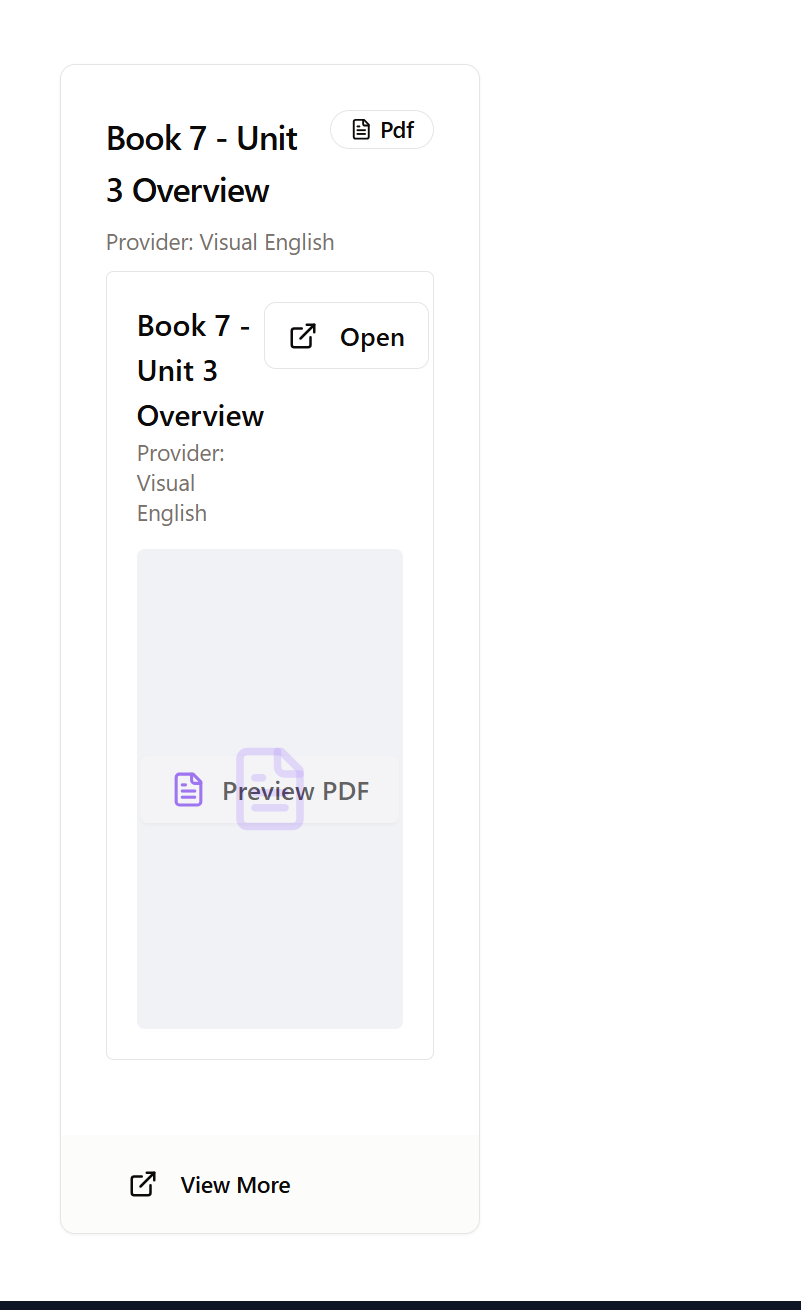 Book 7 - Unit
3 Overview
Pdf
Provider: Visual English
Book 7 -
Unit 3
Overview
Open
Provider:
Visual
English
Preview PDF
View More